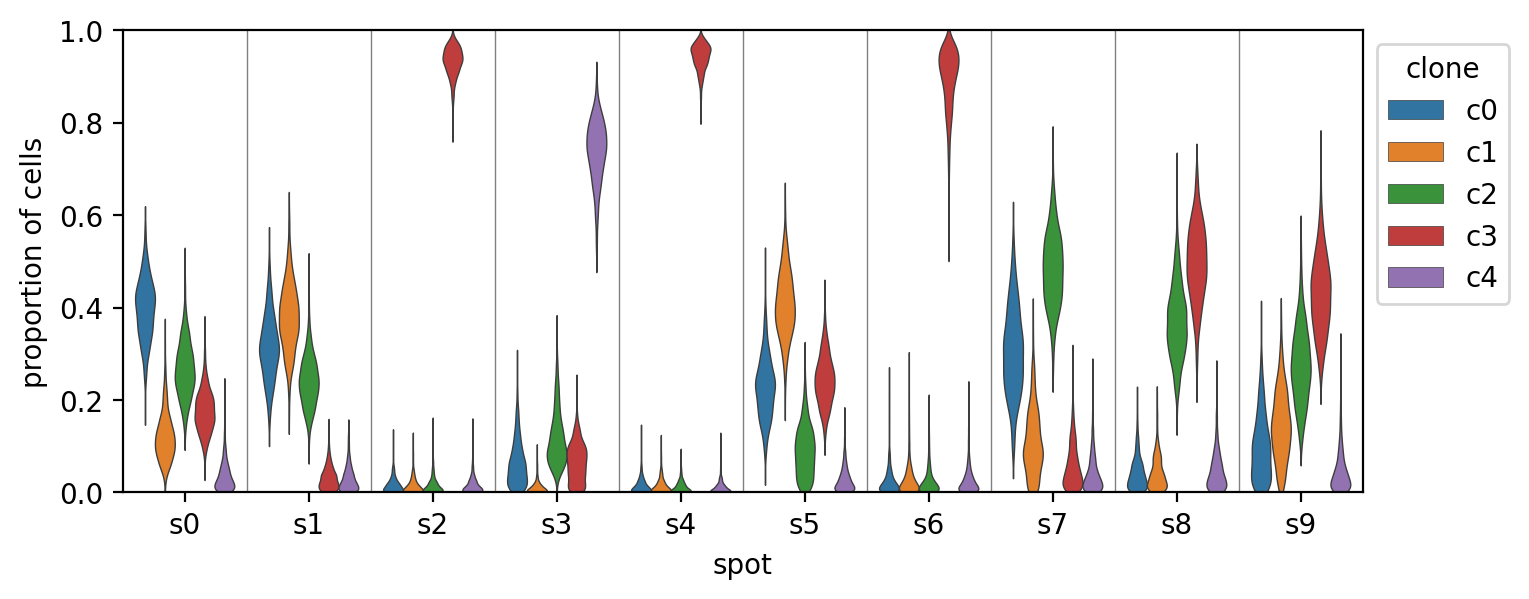 1.0
0.8
0.6
0.4
0.2
0.0
proportion of cells
s0 s1 s2 s3 s4 s5 s6 s7 s8 s9
spot
clone
c0
c1
c2
c3
c4